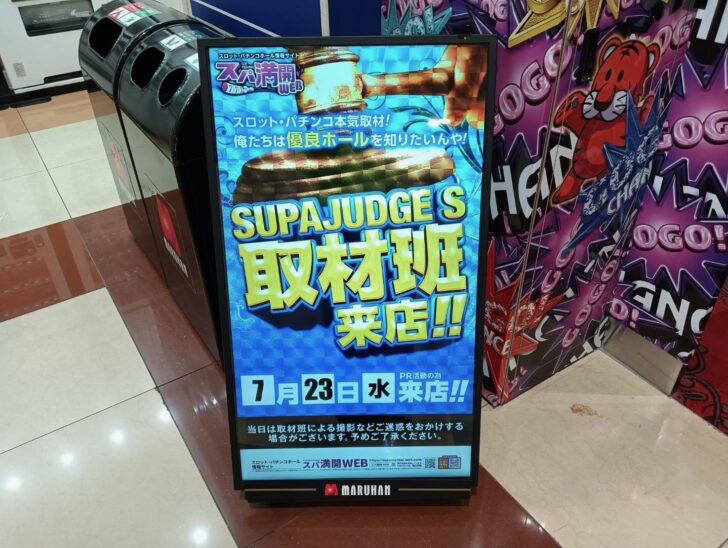 スロット・パチンコホール情報サイト
スパ満開
WEB
スロット・パチンコ本気取材!
俺たちは優良ホールを知りたいんや!
SUPAJUDGE S
取材班
来店!!
7月23日 水 PR活動の為 来店!!
当日は取材班による撮影などご迷惑をおかけする
場合がございます。予めご了承ください。
スロット・パチンコホール
情報サイト
スパ満開WEB
MARUHAN
MARUHAN
GOGO!
GOGO
CHANCE
OGO!
GOGO!